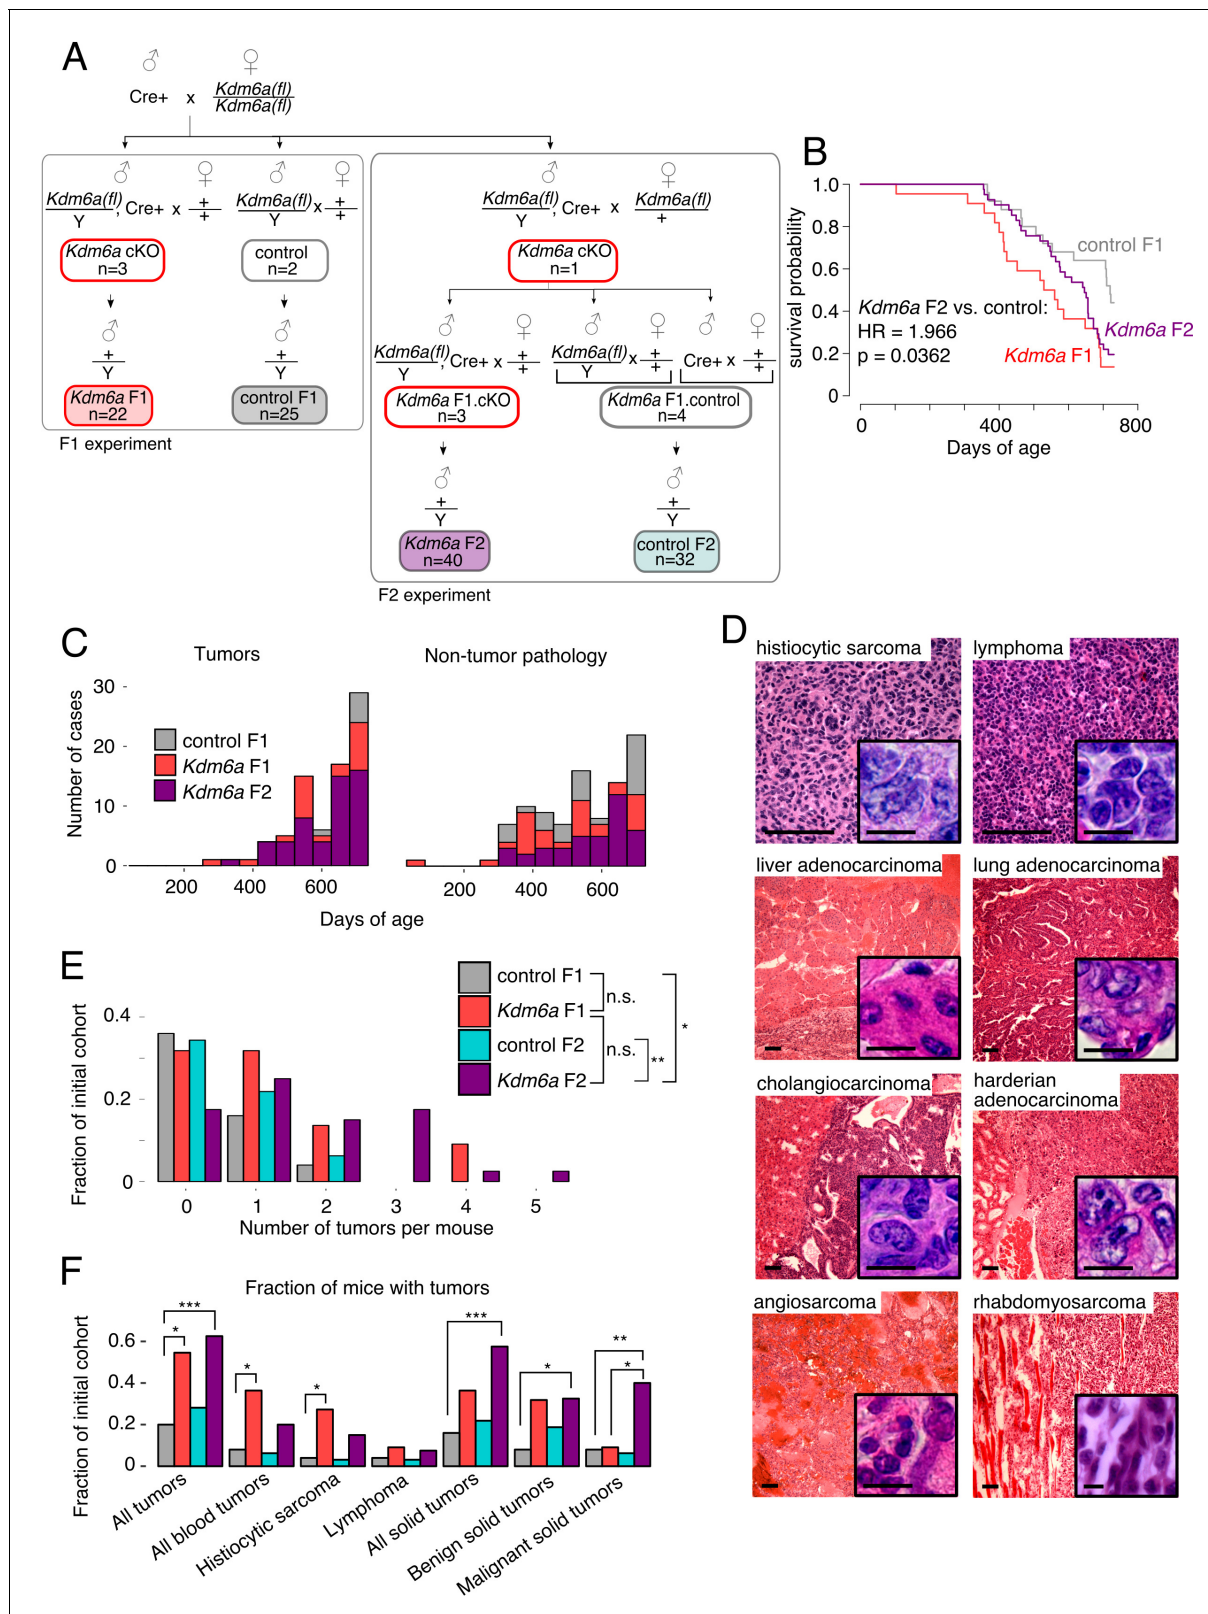 A
♂ ♀
Cre+ x Kdm6a(fl)
Kdm6a(fl)
♂ ♀ ♂ ♀
Kdm6a(fl)
Y , Cre+ x +
+
Kdm6a(fl)
Y x +
+
Kdm6a cKO
n=3
control
n=2
♂ ♂
+
Y
+
Y
Kdm6a F1
n=22
control F1
n=25
F1 experiment
♂ ♀
Kdm6a(fl)
Y , Cre+ x Kdm6a(fl)
+
Kdm6a cKO
n=1
♂ ♀ ♂ ♀ ♂ ♀
Kdm6a(fl)
Y , Cre+ x +
+
Kdm6a(fl)
Y x +
+
Cre+ x +
+
Kdm6a F1.cKO
n=3
Kdm6a F1.control
n=4
♂ ♂
+
Y
+
Y
Kdm6a F2
n=40
control F2
n=32
F2 experiment
B
survival probability
1.0
0.8
0.6
0.4
0.2
0
control F1
Kdm6a F2 vs. control:
HR = 1.966
p = 0.0362
Kdm6a F2
Kdm6a F1
0 400 800
Days of age
C
Tumors
Non-tumor pathology
Number of cases
30
20
10
0
control F1
Kdm6a F1
Kdm6a F2
200 400 600
200 400 600
Days of age
D
histiocytic sarcoma
lymphoma
liver adenocarcinoma
lung adenocarcinoma
cholangiocarcinoma
harderian
adenocarcinoma
angiosarcoma
rhabdomyosarcoma
E
Fraction of initial cohort
0.4
0.2
0
control F1
Kdm6a F1
control F2
Kdm6a F2
n.s.
n.s.
**
*
0 1 2 3 4 5
Number of tumors per mouse
F
Fraction of mice with tumors
Fraction of initial cohort
0.6
0.4
0.2
0
***
*
*
*
***
*
**
*
All tumors
All blood tumors
Histiocytic sarcoma
Lymphoma
All solid tumors
Benign solid tumors
Malignant solid tumors